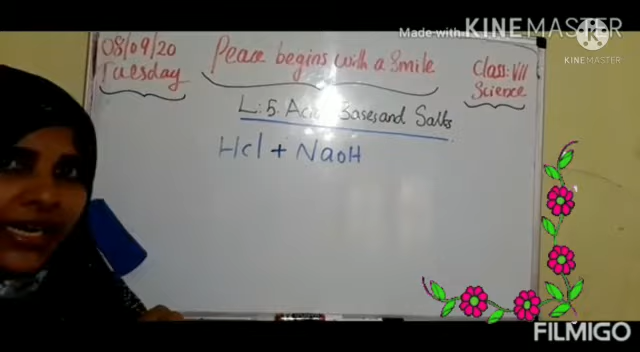 Made with KINEMASTER
KINEMASTER
08/09/20
Tuesday
Peace begins with a Smile
Class: VII
Science
L: 5. Acid Bases and Salts
Hcl + NaoH
FILMIGO